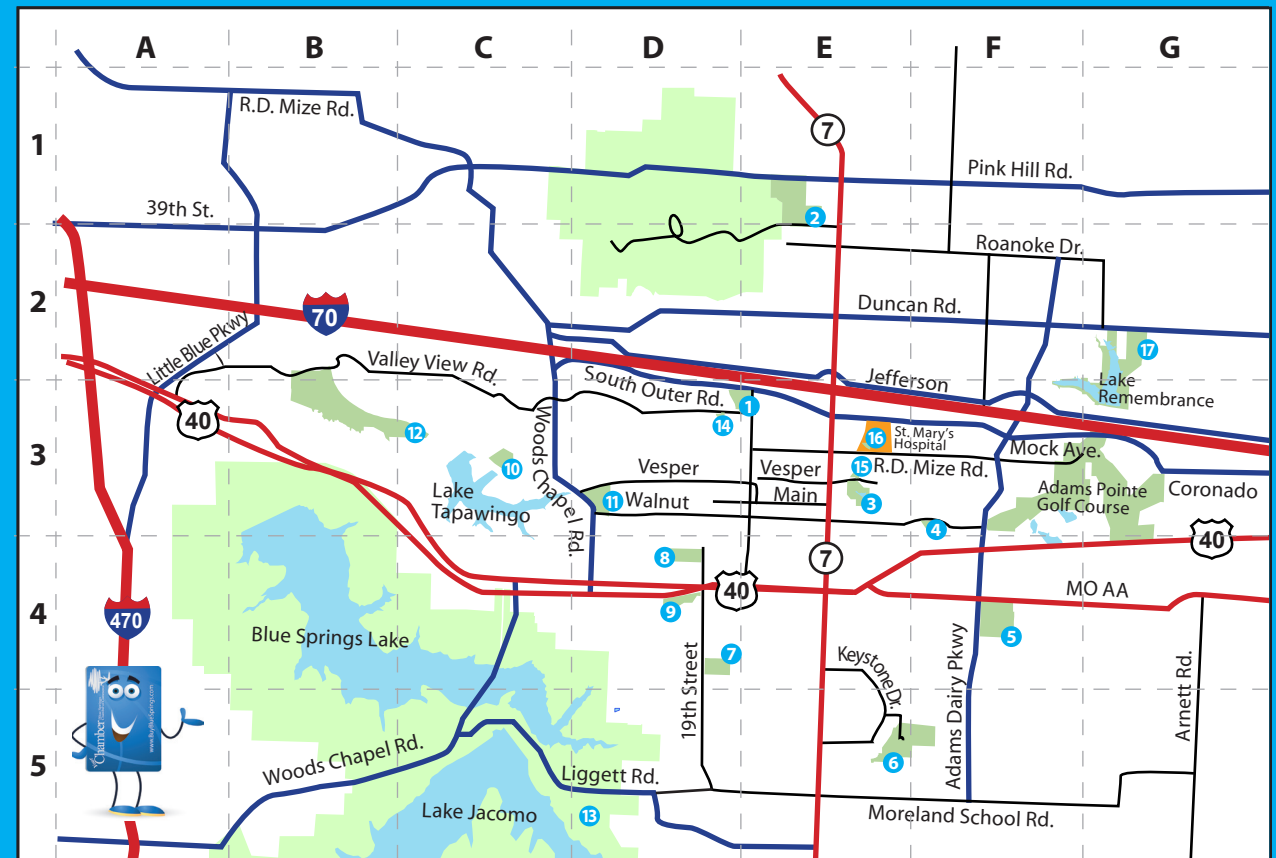 A B C D E F G
R.D. Mize Rd.
1
7
Pink Hill Rd.
39th St.
2
Roanoke Dr.
2
Duncan Rd.
70
Little Blue Pkwy
Valley View Rd.
South Outer Rd.
Jefferson
17
Lake
Remembrance
1
40
14
12
16
St. Mary's
Hospital
Mock Ave.
3
Woods Chapel Rd.
10
Vesper
Vesper
15
R.D. Mize Rd.
Lake
Tapawingo
11
Walnut
Main
3
Adams Pointe
Golf Course
Coronado
4
40
8
7
40
MO AA
4
470
9
Blue Springs Lake
5
7
19th Street
Keystone Dr.
Adams Dairy Pkwy
Arnett Rd.
Chamber
www.BuyBlueSprings.com
5
Woods Chapel Rd.
Liggett Rd.
6
Lake Jacomo
13
Moreland School Rd.